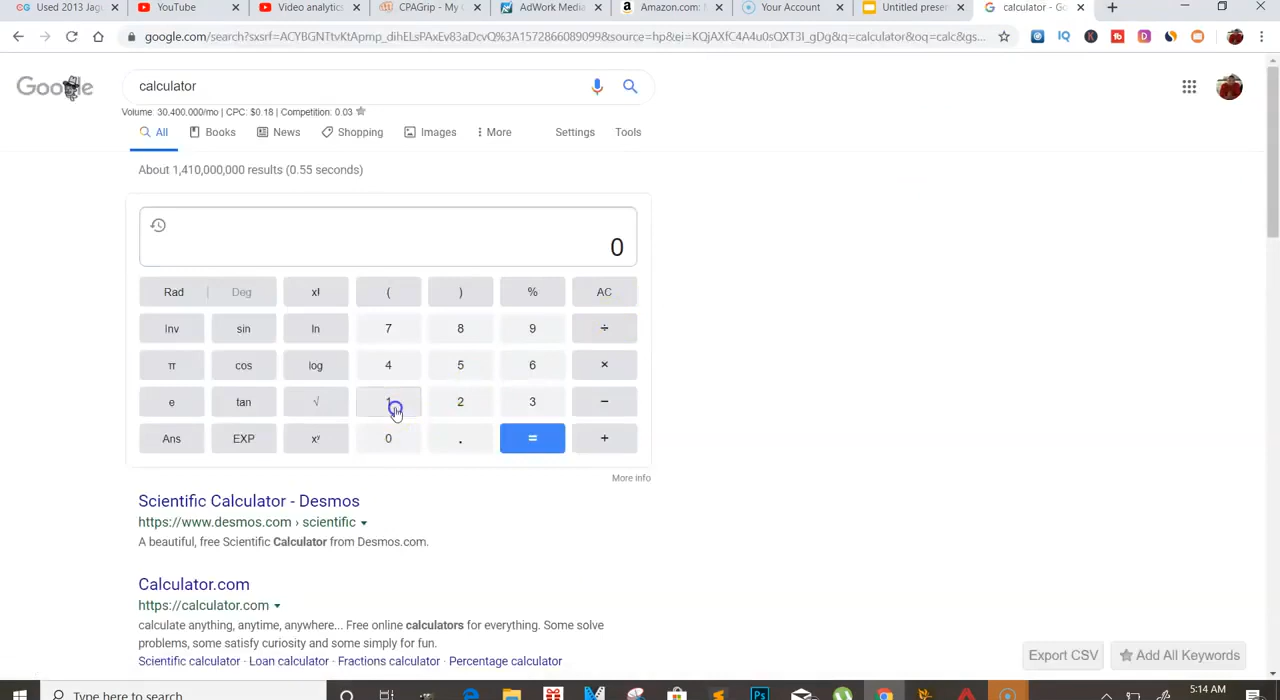 Used 2013 Jagu
YouTube
Video analytics
CPAGrip - My C
AdWork Media
Amazon.com: M
Your Account
Untitled presen
calculator - Go
google.com/search?sxsrf=ACYBGNTtvKtApmp_dihELsPAxEv83aDcvQ%3A1572866089099&source=hp&ei=KQjAXfC4A4u0sQXT3I_gDg&q=calculator&oq=calc&gs...
Google
calculator
Volume: 30.400.000/mo | CPC: $0.18 | Competition: 0.03
All
Books
News
Shopping
Images
More
Settings
Tools
About 1,410,000,000 results (0.55 seconds)
0
Rad Deg x! ( ) % AC
Inv sin ln 7 8 9 ÷
π cos log 4 5 6 ×
e tan √ 1 2 3 −
Ans EXP xʸ 0 . = +
More info
Scientific Calculator - Desmos
https://www.desmos.com › scientific
A beautiful, free Scientific Calculator from Desmos.com.
Calculator.com
https://calculator.com
calculate anything, anytime, anywhere... Free online calculators for everything. Some solve
problems, some satisfy curiosity and some simply for fun.
Scientific calculator · Loan calculator · Fractions calculator · Percentage calculator
Export CSV
Add All Keywords
Type here to search
5:14 AM